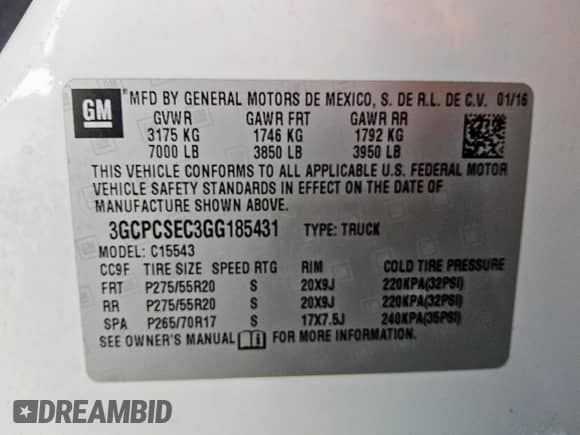 GM MFD BY GENERAL MOTORS DE MEXICO, S. DE R.L. DE C.V. 01/16
GVWR GAWR FRT GAWR RR
3175 KG 1746 KG 1792 KG
7000 LB 3850 LB 3950 LB
THIS VEHICLE CONFORMS TO ALL APPLICABLE U.S. FEDERAL MOTOR
VEHICLE SAFETY STANDARDS IN EFFECT ON THE DATE OF
MANUFACTURE SHOWN ABOVE.
3GCPCSEC3GG185431 TYPE: TRUCK
MODEL: C15543
CC9F TIRE SIZE SPEED RTG RIM COLD TIRE PRESSURE
FRT P275/55R20 S 20X9J 220KPA(32PSI)
RR P275/55R20 S 20X9J 220KPA(32PSI)
SPA P265/70R17 S 17X7.5J 240KPA(35PSI)
SEE OWNER'S MANUAL FOR MORE INFORMATION.
DREAMBID